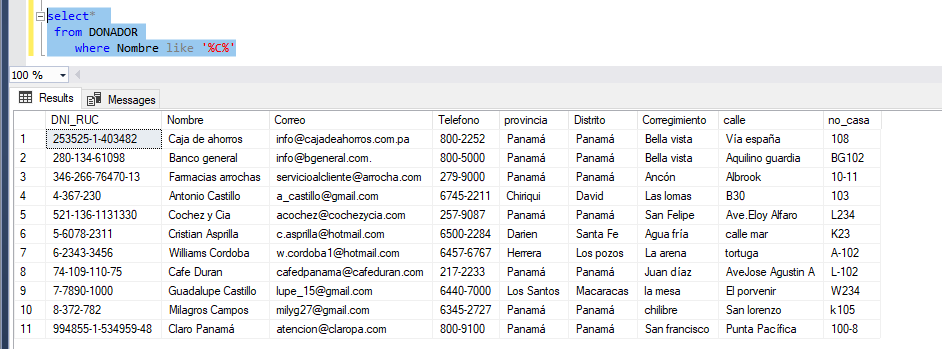 select*
from DONADOR
where Nombre like '%C%'
100 %
Results Messages
DNI_RUC Nombre Correo Telefono provincia Distrito Corregimiento calle no_casa
1 253525-1-403482 Caja de ahorros info@cajadeahorros.com.pa 800-2252 Panamá Panamá Bella vista Vía españa 108
2 280-134-61098 Banco general info@bgeneral.com. 800-5000 Panamá Panamá Bella vista Aquilino guardia BG102
3 346-266-76470-13 Farmacias arrochas servicioalcliente@arrocha.com 279-9000 Panamá Panamá Ancón Albrook 10-11
4 4-367-230 Antonio Castillo a_castillo@gmail.com 6745-2211 Chiriqui David Las lomas B30 103
5 521-136-1131330 Cochez y Cia acochez@cochezycia.com 257-9087 Panamá Panamá San Felipe Ave.Eloy Alfaro L234
6 5-6078-2311 Cristian Asprilla c.asprilla@hotmail.com 6500-2284 Darien Santa Fe Agua fría calle mar K23
7 6-2343-3456 Williams Cordoba w.cordoba1@hotmail.com 6457-6767 Herrera Los pozos La arena tortuga A-102
8 74-109-110-75 Cafe Duran cafedpanama@cafeduran.com 217-2233 Panamá Panamá Juan díaz AveJose Agustin A L-102
9 7-7890-1000 Guadalupe Castillo lupe_15@gmail.com 6440-7000 Los Santos Macaracas la mesa El porvenir W234
10 8-372-782 Milagros Campos milyg27@gmail.com 6345-2727 Panamá Panamá chilibre San lorenzo k105
11 994855-1-534959-48 Claro Panamá atencion@claropa.com 800-9100 Panamá Panamá San francisco Punta Pacífica 100-8